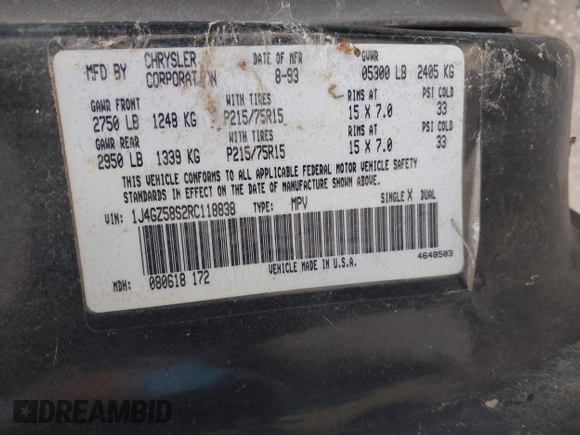 MFD BY CHRYSLER CORPORATION DATE OF MFR 8-93 GVWR 05300 LB 2405 KG
GAWR FRONT WITH TIRES RIMS AT PSI COLD
2750 LB 1248 KG P215/75R15 15 X 7.0 33
GAWR REAR WITH TIRES RIMS AT PSI COLD
2950 LB 1339 KG P215/75R15 15 X 7.0 33
THIS VEHICLE CONFORMS TO ALL APPLICABLE FEDERAL MOTOR VEHICLE SAFETY
STANDARDS IN EFFECT ON THE DATE OF MANUFACTURE SHOWN ABOVE.
VIN: 1J4GZ58S2RC118838 TYPE: MPV SINGLE X DUAL
MDH: 080618 172 VEHICLE MADE IN U.S.A. 4648503
DREAMBID